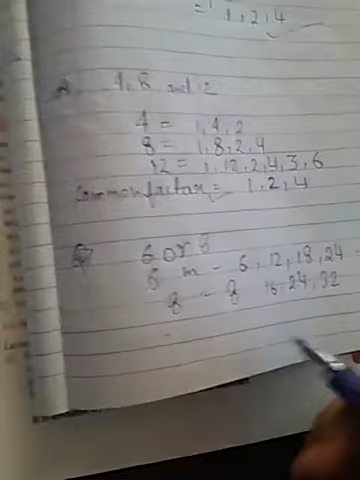 1, 2, 4
4, 8 and 12
4 = 1, 4, 2
8 = 1, 8, 2, 4
12 = 1, 12, 2, 4, 3, 6
Common factor = 1, 2, 4
6 or 8
6 m - 6, 12, 18, 24
8 - 8 16, 24, 32